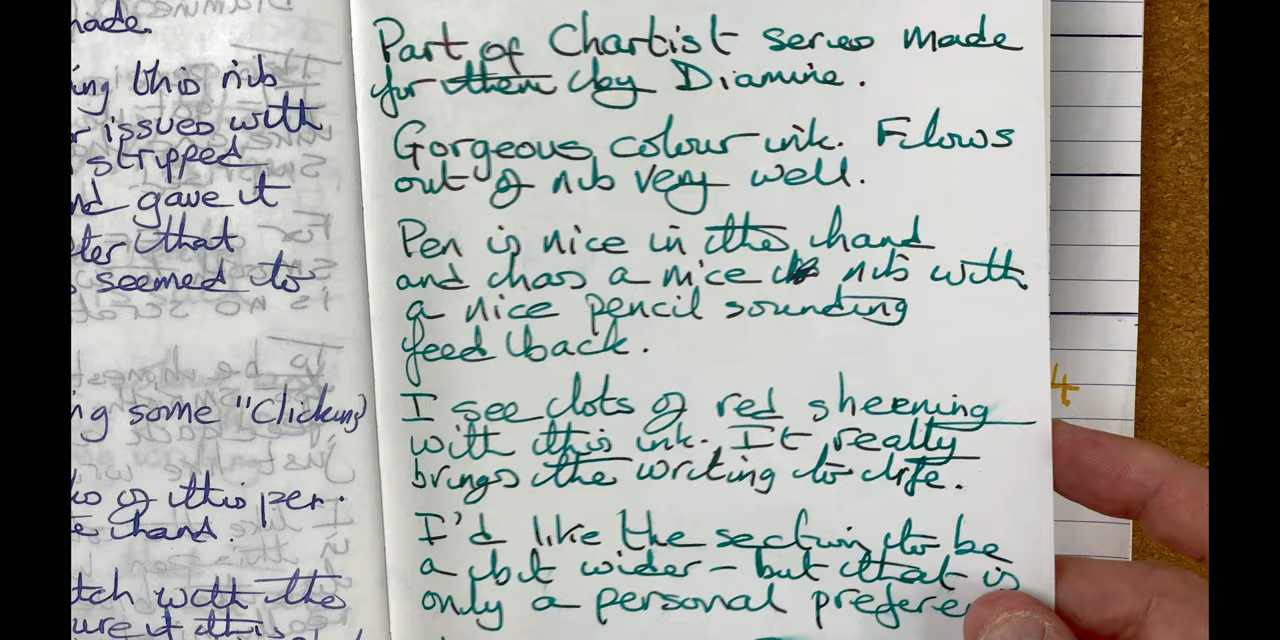 made.
ing this nib
issues with
stripped
gave it
that
seemed to
some "Clicking
of this pen.
hand.
with the
this
Part of Chartist series made
for them by Diamine.
Gorgeous colour ink. Flows
out of nib very well.
Pen is nice in the hand
and has a nice nib with
a nice pencil sounding
feedback.
I see lots of red sheening
with this ink. It really
brings the writing to life.
I'd like the section to be
a bit wider – but that is
only a personal prefere
4